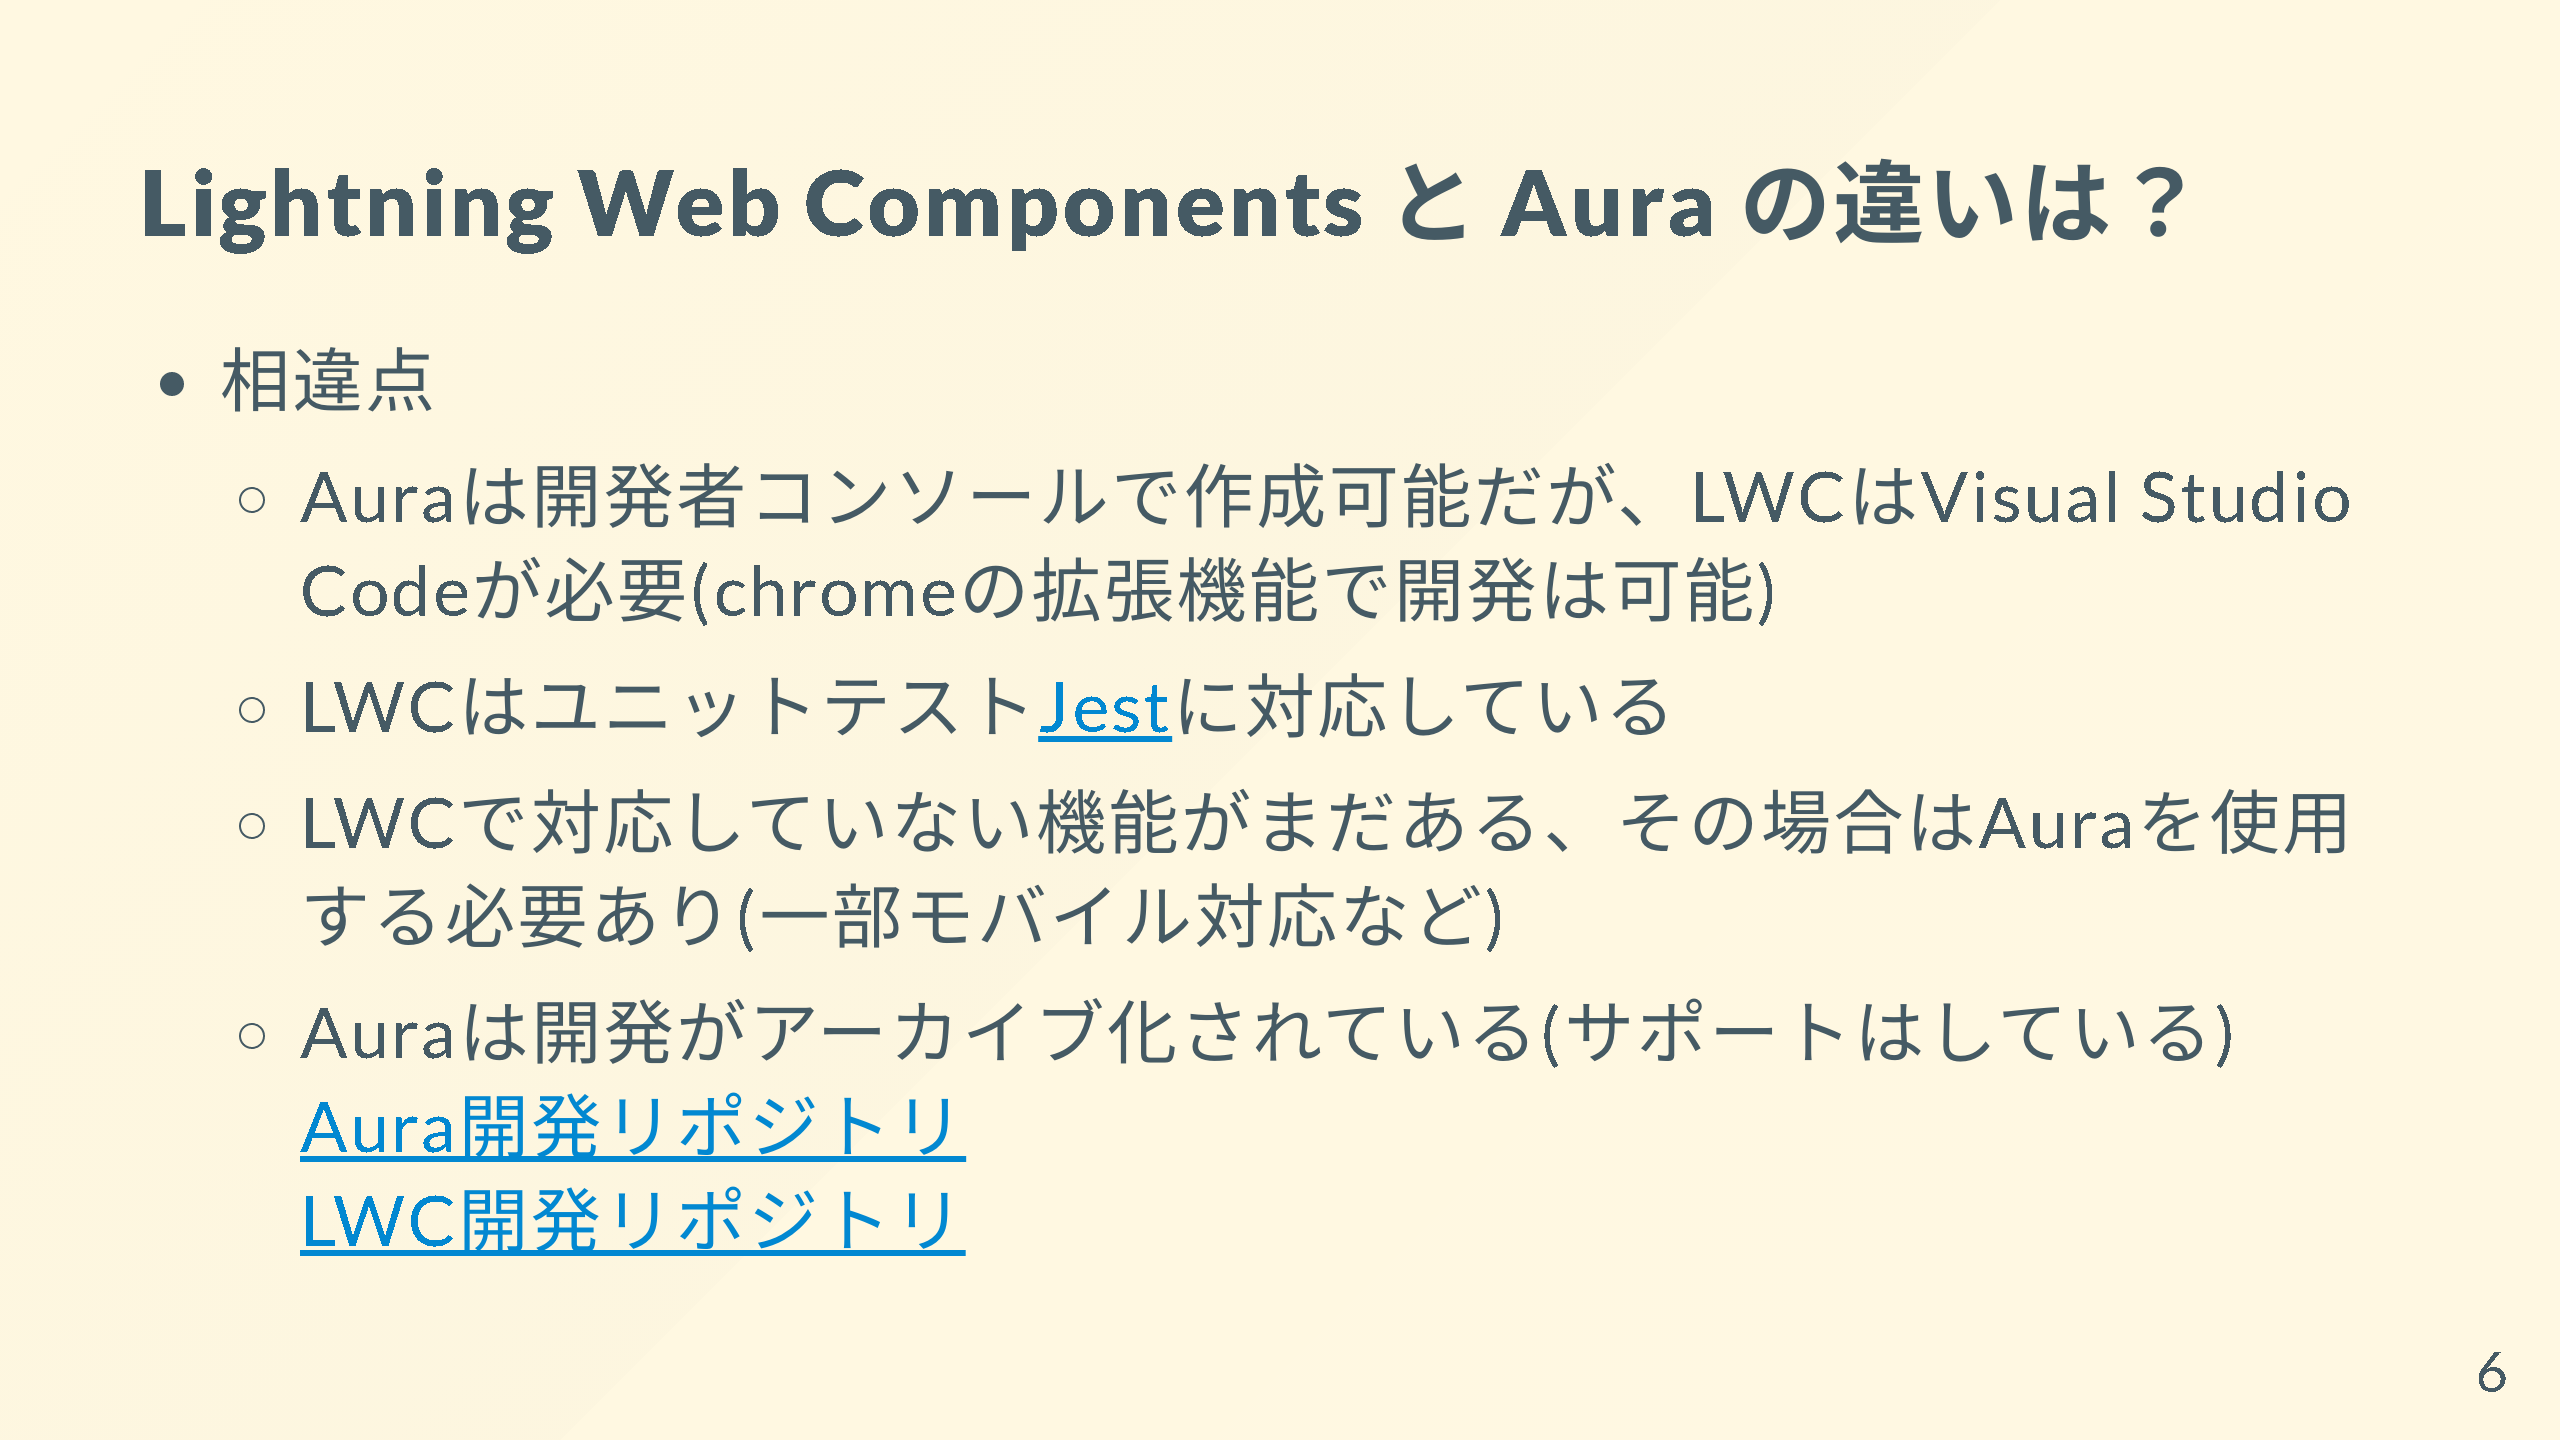 Lightning Web Components と Aura の違いは？
• 相違点
○ Auraは開発者コンソールで作成可能だが、LWCはVisual Studio
Codeが必要(chromeの拡張機能で開発は可能)
○ LWCはユニットテストJestに対応している
○ LWCで対応していない機能がまだある、その場合はAuraを使用
する必要あり(一部モバイル対応など)
○ Auraは開発がアーカイブ化されている(サポートはしている)
Aura開発リポジトリ
LWC開発リポジトリ
6